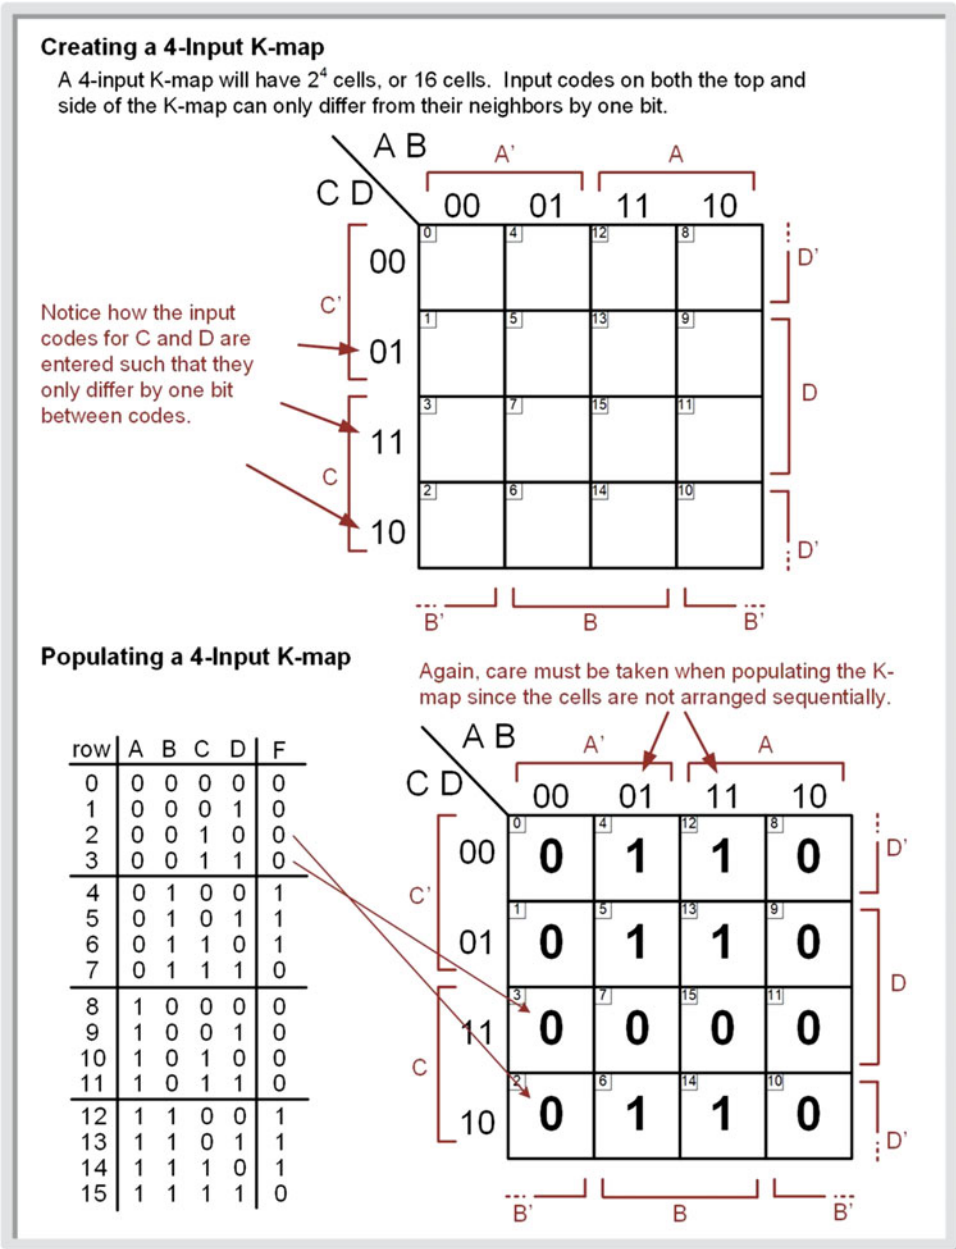 Creating a 4-Input K-map
A 4-input K-map will have 2⁴ cells, or 16 cells. Input codes on both the top and
side of the K-map can only differ from their neighbors by one bit.
A B
A' A
C D
00 01 11 10
0 4 12 8
00
D'
C'
Notice how the input
codes for C and D are
entered such that they
only differ by one bit
between codes.
1 5 13 9
01
D
3 7 15 11
11
C
2 6 14 10
10
D'
B' B B'
Populating a 4-Input K-map
Again, care must be taken when populating the K-
map since the cells are not arranged sequentially.
row A B C D F
0 0 0 0 0 0
1 0 0 0 1 0
2 0 0 1 0 0
3 0 0 1 1 0
4 0 1 0 0 1
5 0 1 0 1 1
6 0 1 1 0 1
7 0 1 1 1 0
8 1 0 0 0 0
9 1 0 0 1 0
10 1 0 1 0 0
11 1 0 1 1 0
12 1 1 0 0 1
13 1 1 0 1 1
14 1 1 1 0 1
15 1 1 1 1 0
A B
A' A
C D
00 01 11 10
0 4 12 8
00 0 1 1 0
D'
C'
1 5 13 9
01 0 1 1 0
D
3 7 15 11
11 0 0 0 0
C
2 6 14 10
10 0 1 1 0
D'
B' B B'